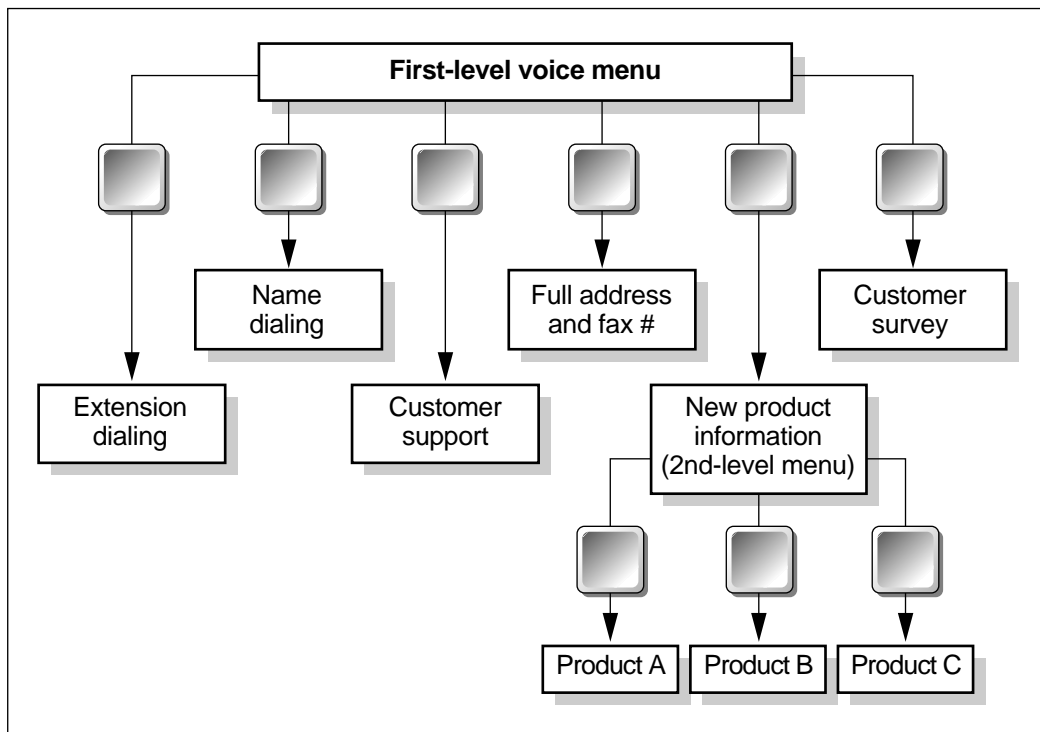 First-level voice menu
Name
dialing
Full address
and fax #
Customer
survey
Extension
dialing
Customer
support
New product
information
(2nd-level menu)
Product A
Product B
Product C